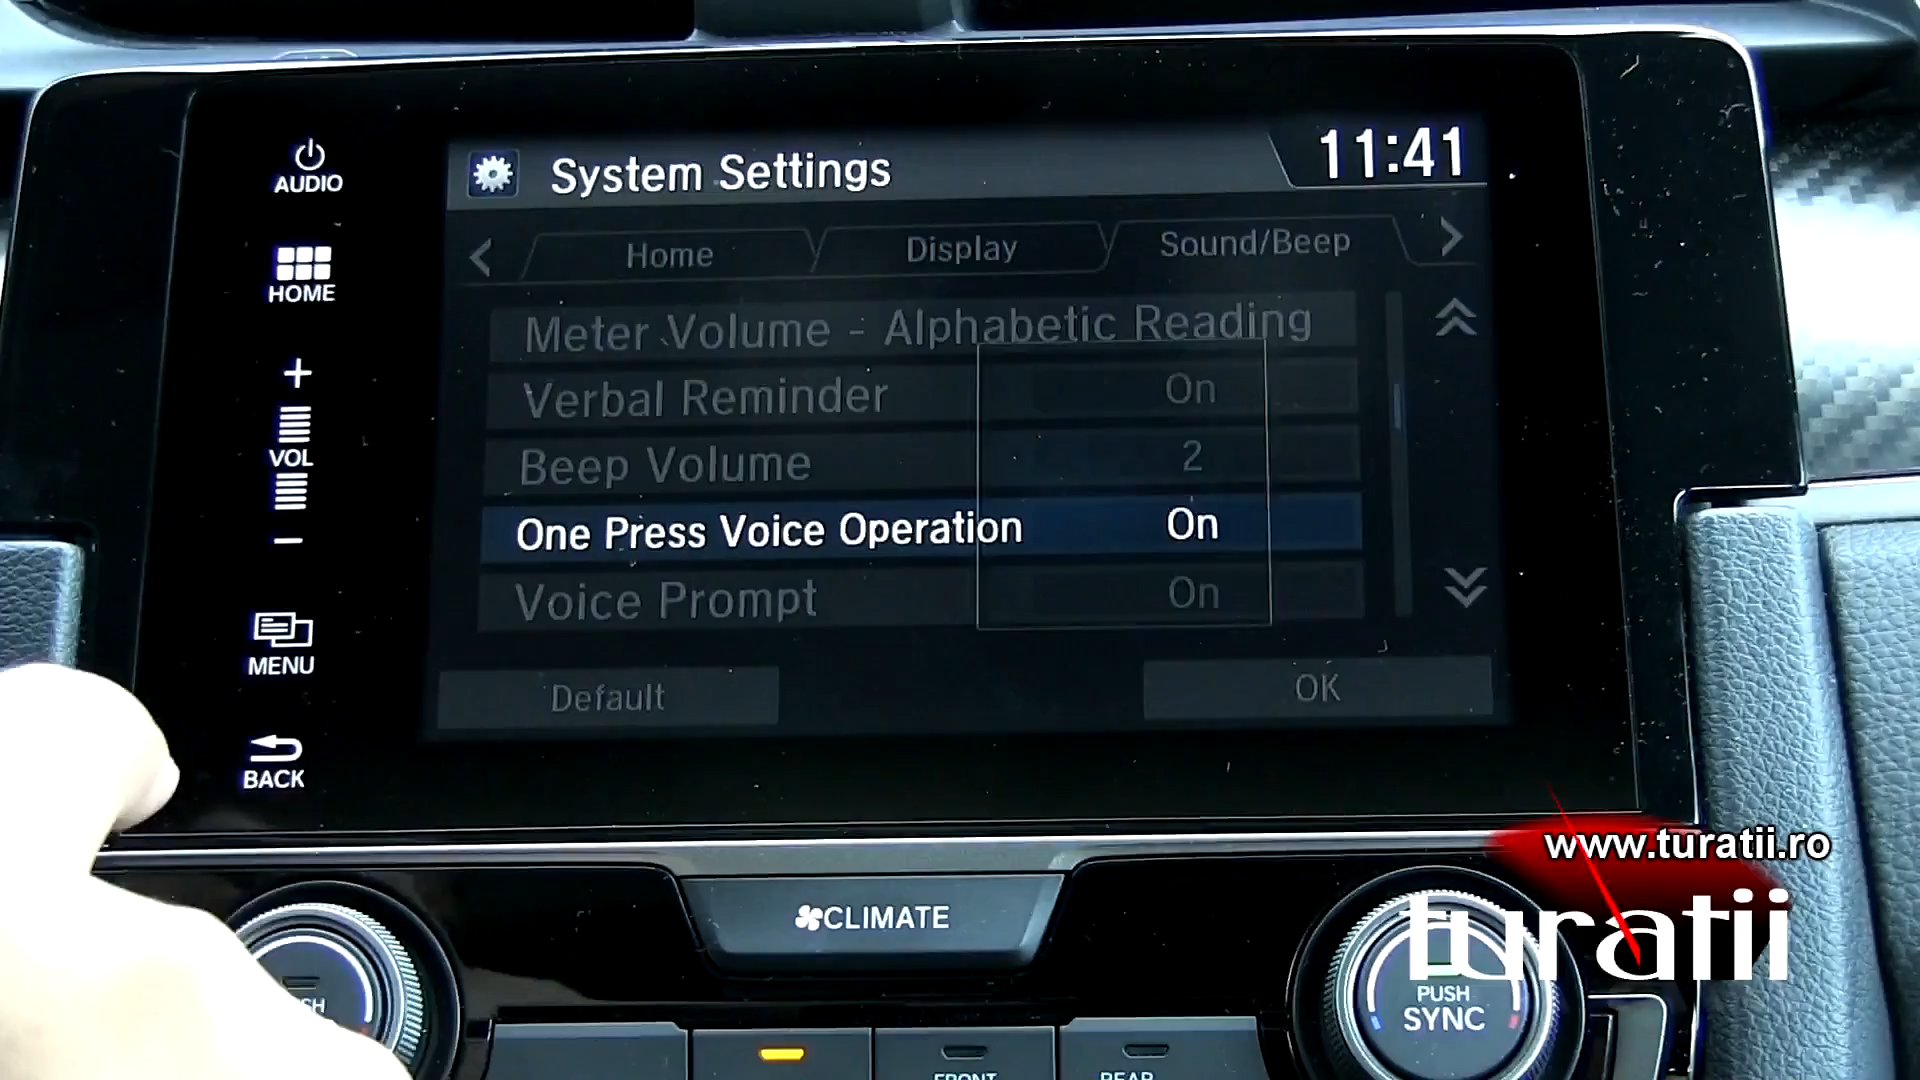 AUDIO
HOME
+
VOL
−
MENU
BACK
System Settings
11:41
Home
Display
Sound/Beep
Meter Volume - Alphabetic Reading
Verbal Reminder
On
Beep Volume
2
One Press Voice Operation
On
Voice Prompt
On
Default
OK
www.turatii.ro
turatii
CLIMATE
PUSH
SYNC
FRONT
REAR